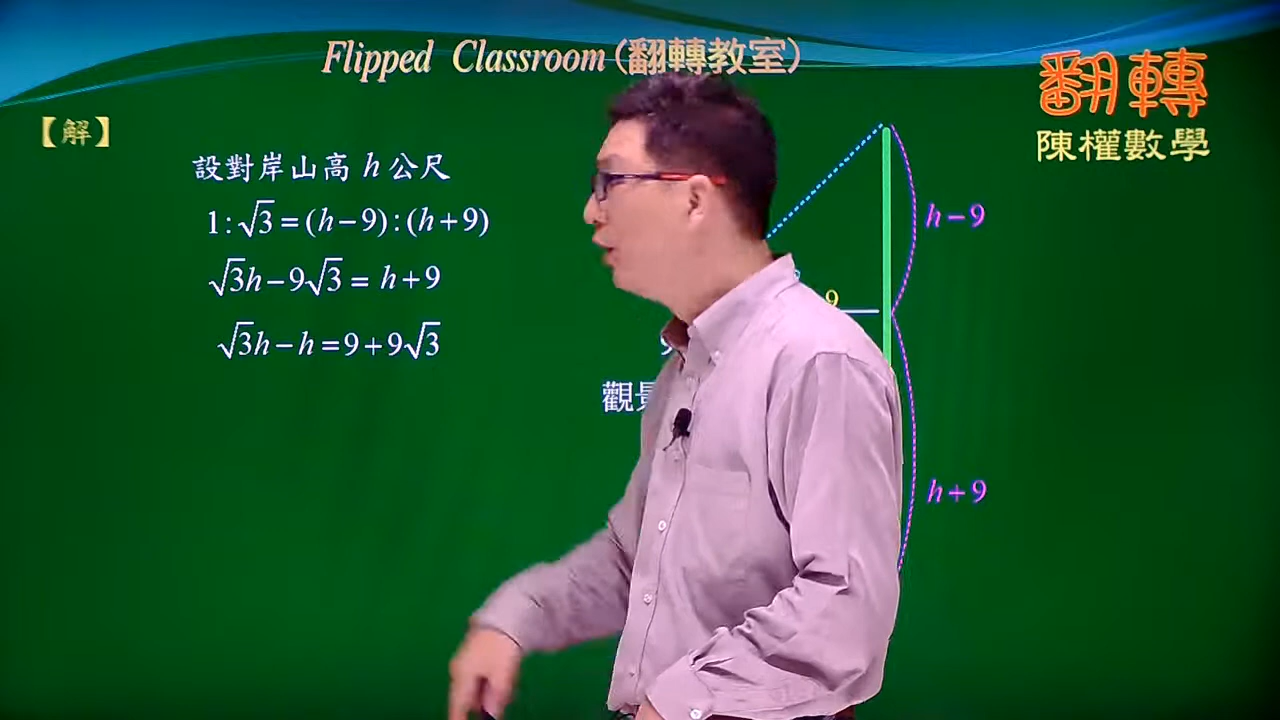 Flipped Classroom (翻轉教室)
翻轉
陳權數學
【解】
設對岸山高 h 公尺
1:√3=(h−9):(h+9)
√3h−9√3= h+9
√3h−h=9+9√3
h−9
9
觀
h+9